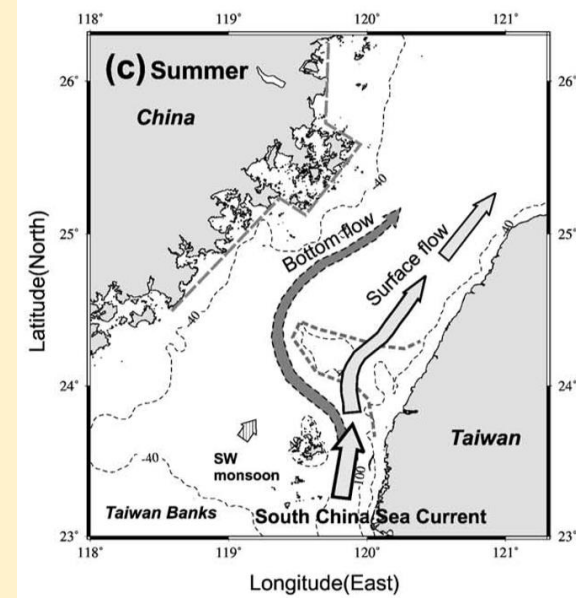 118° 119° 120° 121°
(c) Summer
26° 26°
China
40
Latitude(North)
25° 25°
40
Bottom flow
Surface flow
40
24° 24°
SW
monsoon
40
100
Taiwan
Taiwan Banks
South China Sea Current
23° 23°
118° 119° 120° 121°
Longitude(East)